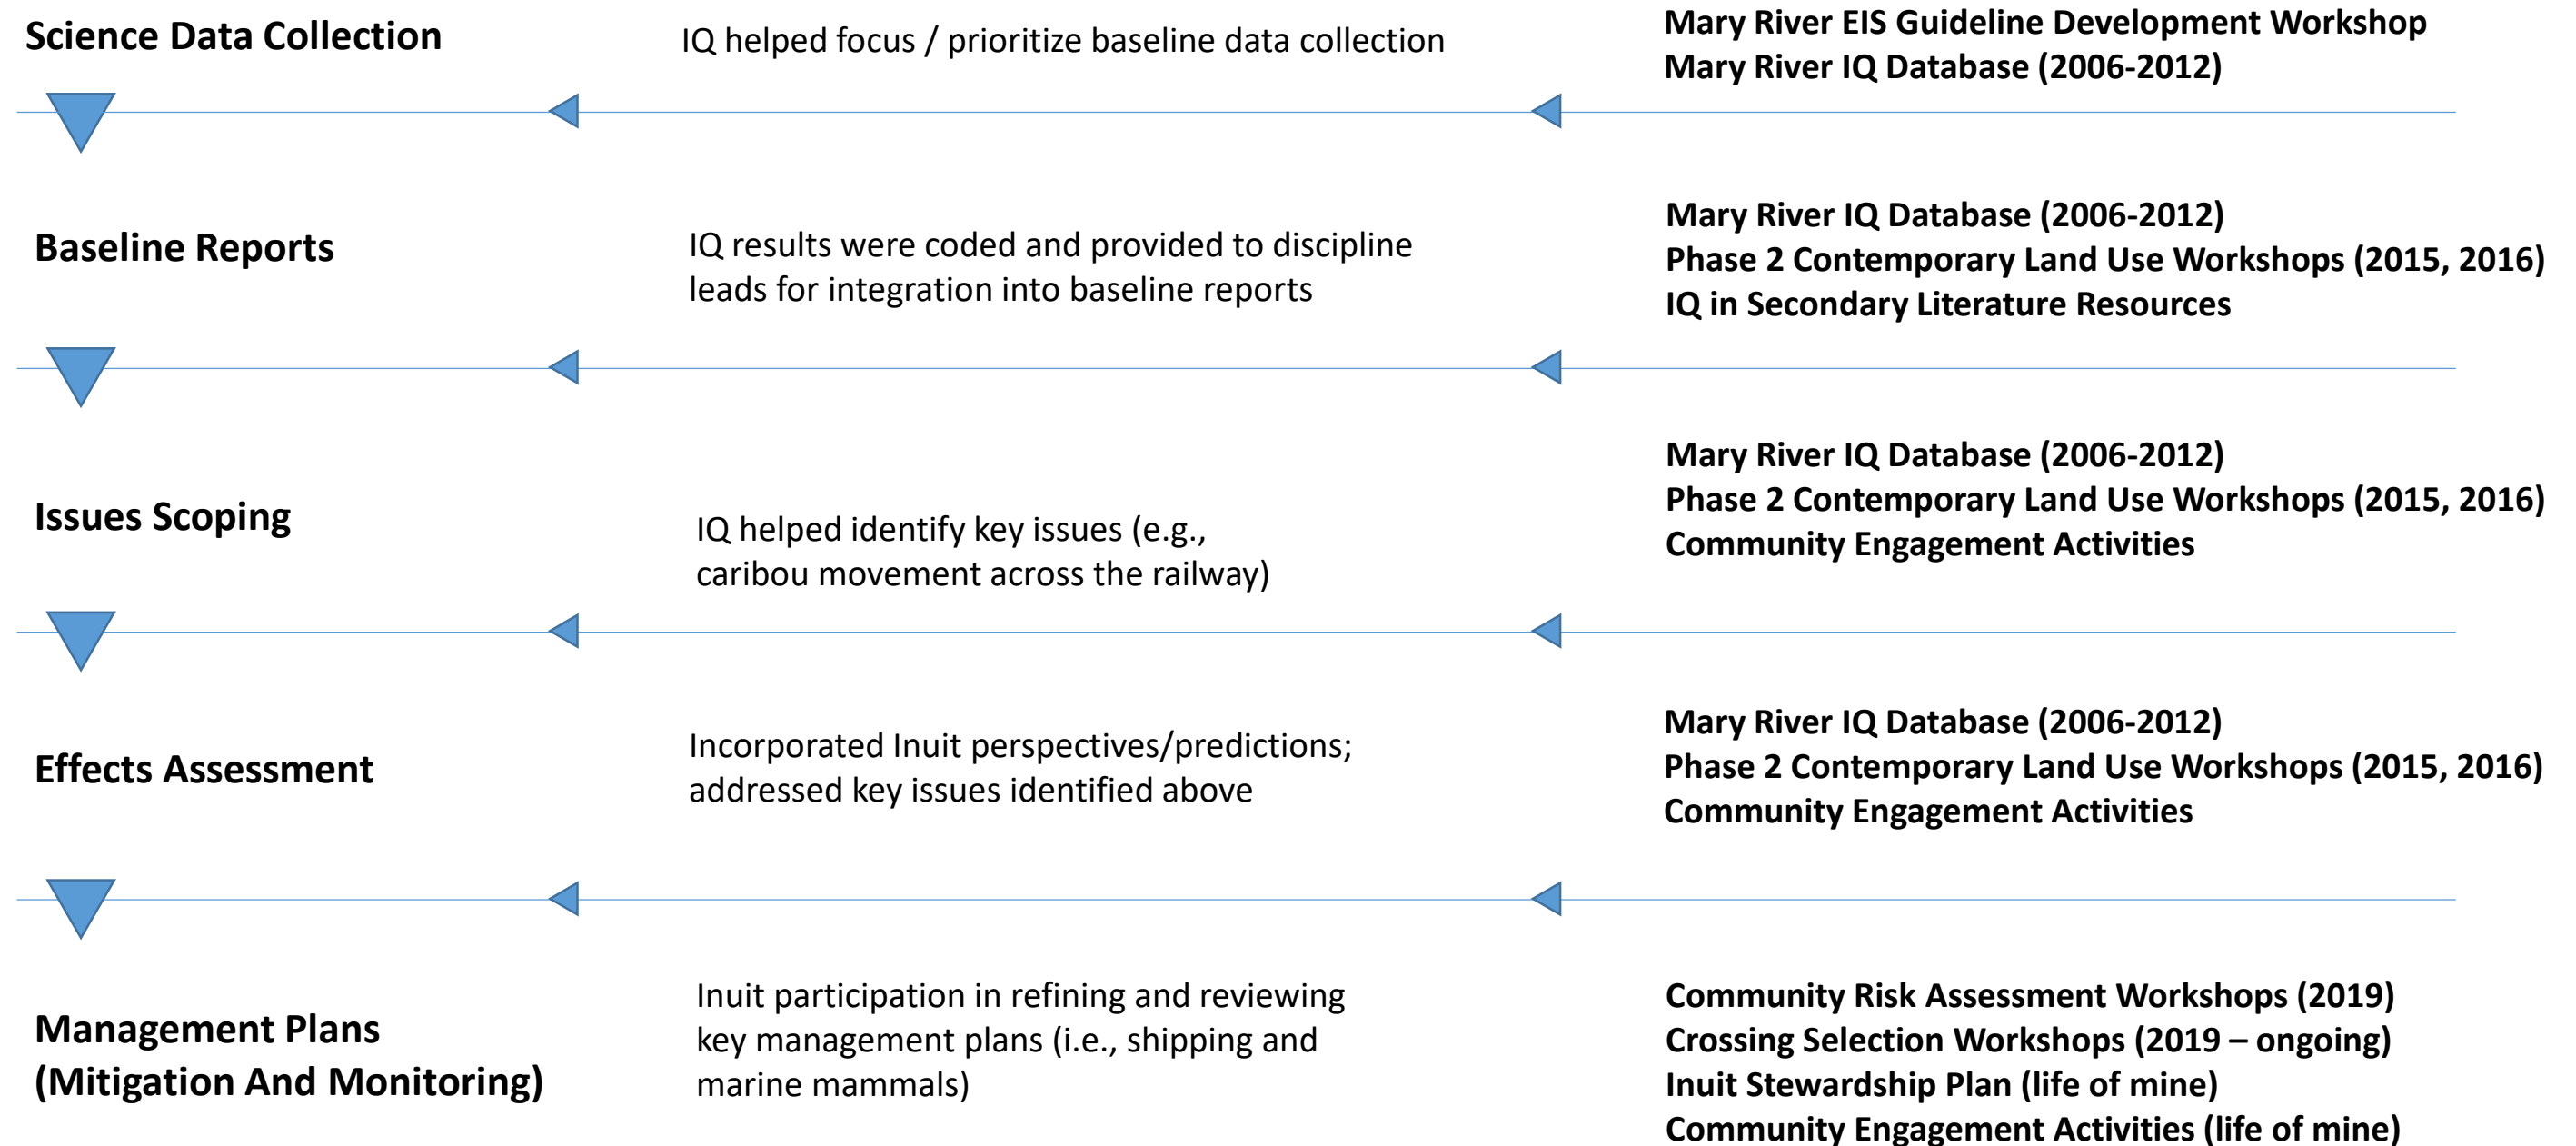 Science Data Collection
IQ helped focus / prioritize baseline data collection
Mary River EIS Guideline Development Workshop
Mary River IQ Database (2006-2012)
Baseline Reports
IQ results were coded and provided to discipline
leads for integration into baseline reports
Mary River IQ Database (2006-2012)
Phase 2 Contemporary Land Use Workshops (2015, 2016)
IQ in Secondary Literature Resources
Issues Scoping
IQ helped identify key issues (e.g.,
caribou movement across the railway)
Mary River IQ Database (2006-2012)
Phase 2 Contemporary Land Use Workshops (2015, 2016)
Community Engagement Activities
Effects Assessment
Incorporated Inuit perspectives/predictions;
addressed key issues identified above
Mary River IQ Database (2006-2012)
Phase 2 Contemporary Land Use Workshops (2015, 2016)
Community Engagement Activities
Management Plans
(Mitigation And Monitoring)
Inuit participation in refining and reviewing
key management plans (i.e., shipping and
marine mammals)
Community Risk Assessment Workshops (2019)
Crossing Selection Workshops (2019 – ongoing)
Inuit Stewardship Plan (life of mine)
Community Engagement Activities (life of mine)